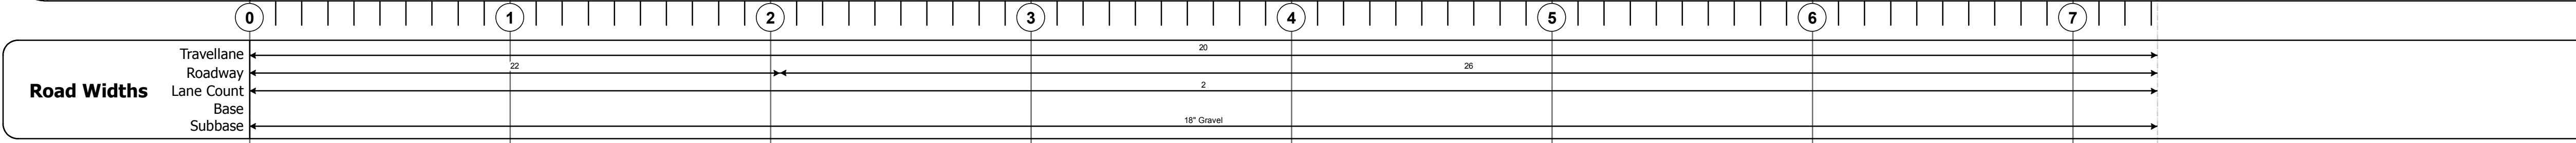 0 1 2 3 4 5 6 7
Travellane 20
Roadway 22 26
Road Widths
Lane Count 2
Base
Subbase 18" Gravel